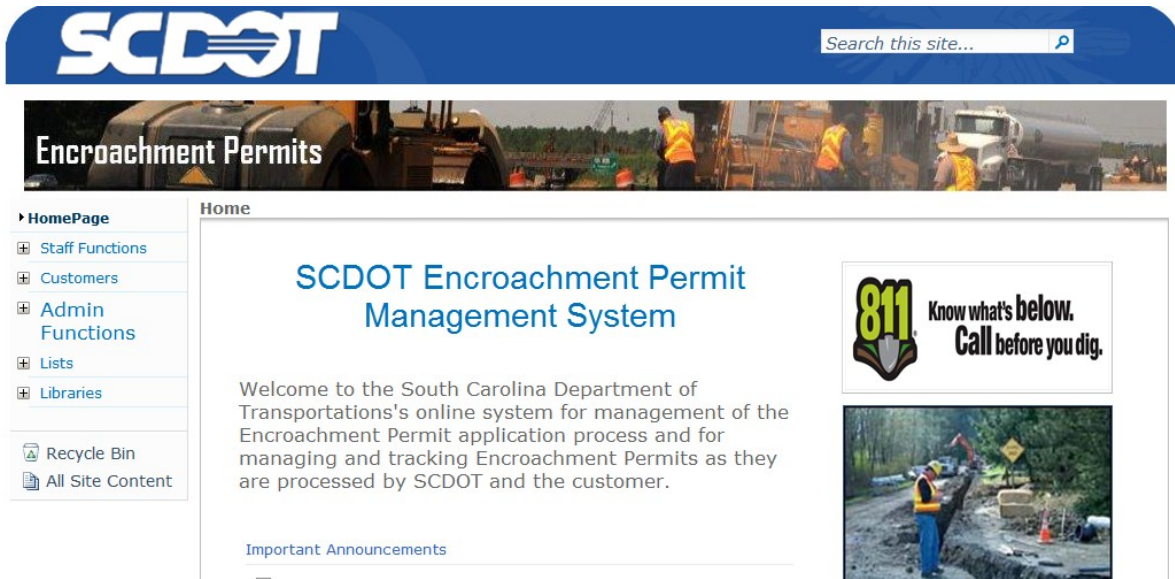 SCDOT
Search this site...
Encroachment Permits
HomePage
Staff Functions
Customers
Admin
Functions
Lists
Libraries
Recycle Bin
All Site Content
Home
SCDOT Encroachment Permit
Management System
Welcome to the South Carolina Department of
Transportations's online system for management of the
Encroachment Permit application process and for
managing and tracking Encroachment Permits as they
are processed by SCDOT and the customer.
Important Announcements
811
Know what's below.
Call before you dig.